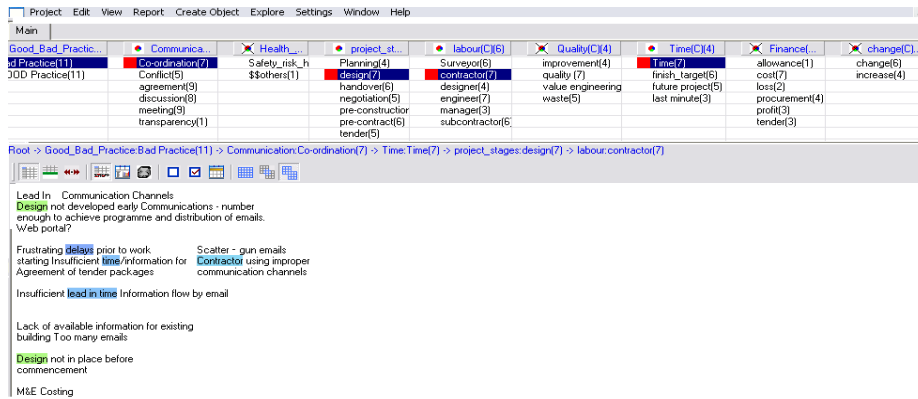 Project Edit View Report Create Object Explore Settings Window Help
Main
Good_Bad_Practic... Communica... Health_... project_st... labour(C)(6) Quality(C)(4) Time(C)(4) Finance(... change(C)...
ad Practice(11) Co-ordination(7) Safety_risk_h Planning(4) Surveyor(6) improvement(4) Time(7) allowance(1) change(6)
OOD Practice(11) Conflict(5) $$others(1) design(7) contractor(7) quality (7) finish_target(6) cost(7) increase(4)
agreement(9) handover(6) designer(4) value engineering future project(5) loss(2)
discussion(8) negotiation(5) engineer(7) waste(5) last minute(3) procurement(4)
meeting(9) pre-construction manager(3) profit(3)
transparency(1) pre-contract(6) subcontractor(6) tender(3)
tender(5)
Root -> Good_Bad_Practice:Bad Practice(11) -> Communication:Co-ordination(7) -> Time:Time(7) -> project_stages:design(7) -> labour:contractor(7)
Lead In Communication Channels
Design not developed early Communications - number
enough to achieve programme and distribution of emails.
Web portal?
Frustrating delays prior to work Scatter - gun emails
starting Insufficient time/information for Contractor using improper
Agreement of tender packages communication channels
Insufficient lead in time Information flow by email
Lack of available information for existing
building Too many emails
Design not in place before
commencement
M&E Costing